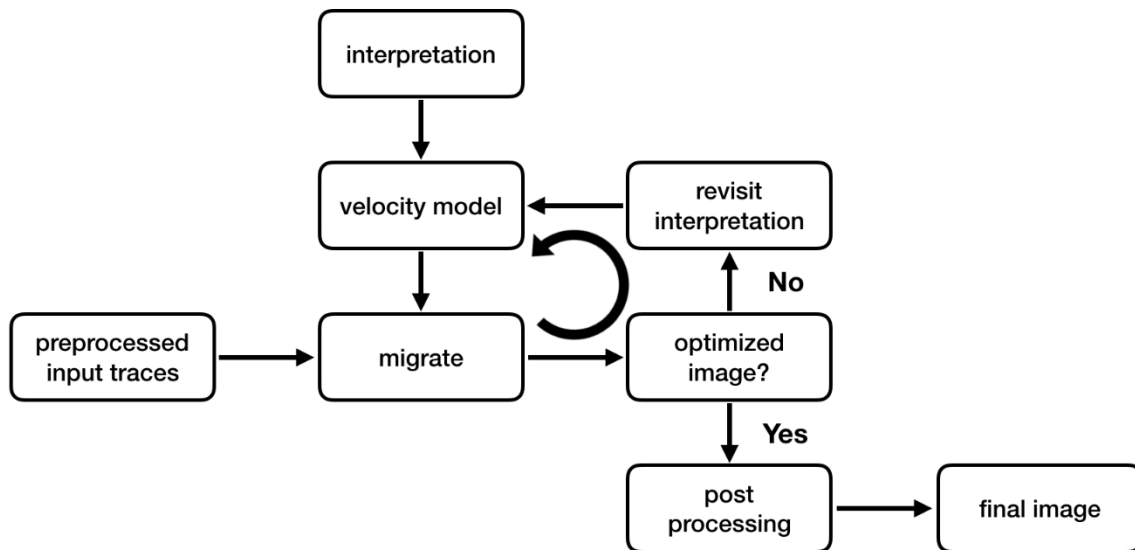 interpretation
velocity model
revisit
interpretation
No
preprocessed
input traces
migrate
optimized
image?
Yes
post
processing
final image